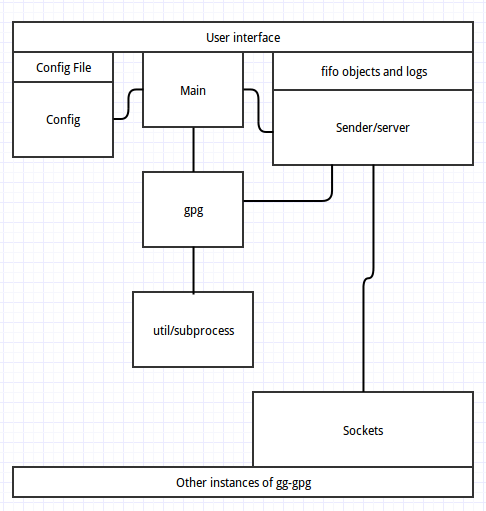 User interface
Config File
fifo objects and logs
Main
Config
Sender/server
gpg
util/subprocess
Sockets
Other instances of gg-gpg